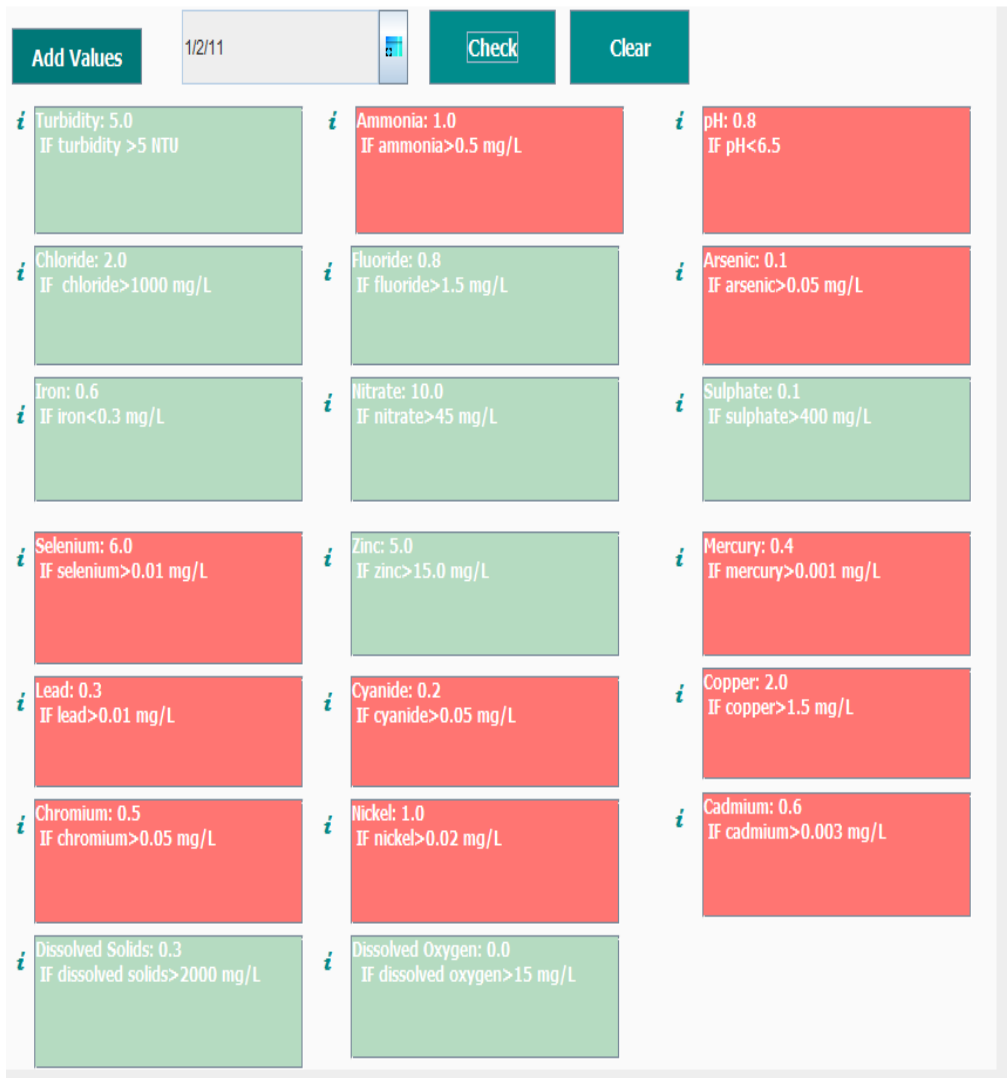 Add Values
1/2/11
Check
Clear
i
Turbidity: 5.0
IF turbidity >5 NTU
i
Ammonia: 1.0
IF ammonia>0.5 mg/L
i
pH: 0.8
IF pH<6.5
i
Chloride: 2.0
IF chloride>1000 mg/L
i
Fluoride: 0.8
IF fluoride>1.5 mg/L
i
Arsenic: 0.1
IF arsenic>0.05 mg/L
i
Iron: 0.6
IF iron<0.3 mg/L
i
Nitrate: 10.0
IF nitrate>45 mg/L
i
Sulphate: 0.1
IF sulphate>400 mg/L
i
Selenium: 6.0
IF selenium>0.01 mg/L
i
Zinc: 5.0
IF zinc>15.0 mg/L
i
Mercury: 0.4
IF mercury>0.001 mg/L
i
Lead: 0.3
IF lead>0.01 mg/L
i
Cyanide: 0.2
IF cyanide>0.05 mg/L
i
Copper: 2.0
IF copper>1.5 mg/L
i
Chromium: 0.5
IF chromium>0.05 mg/L
i
Nickel: 1.0
IF nickel>0.02 mg/L
i
Cadmium: 0.6
IF cadmium>0.003 mg/L
i
Dissolved Solids: 0.3
IF dissolved solids>2000 mg/L
i
Dissolved Oxygen: 0.0
IF dissolved oxygen>15 mg/L